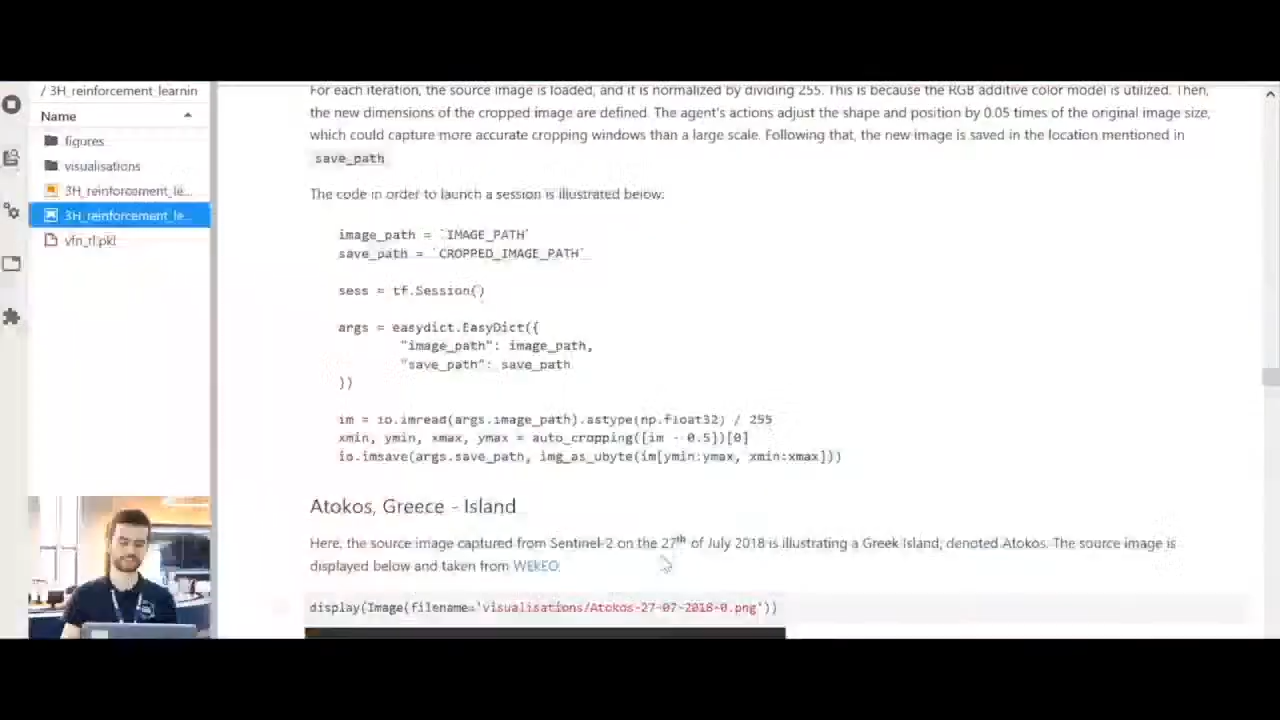 / 3H_reinforcement_learnin
Name
figures
visualisations
3H_reinforcement_le...
3H_reinforcement_le...
vfn_rl.pkl
For each iteration, the source image is loaded, and it is normalized by dividing 255. This is because the RGB additive color model is utilized. Then,
the new dimensions of the cropped image are defined. The agent's actions adjust the shape and position by 0.05 times of the original image size,
which could capture more accurate cropping windows than a large scale. Following that, the new image is saved in the location mentioned in
save_path
The code in order to launch a session is illustrated below:
image_path = `IMAGE_PATH`
save_path = `CROPPED_IMAGE_PATH`
sess = tf.Session()
args = easydict.EasyDict({
"image_path": image_path,
"save_path": save_path
})
im = io.imread(args.image_path).astype(np.float32) / 255
xmin, ymin, xmax, ymax = auto_cropping([im - 0.5])[0]
io.imsave(args.save_path, img_as_ubyte(im[ymin:ymax, xmin:xmax]))
Atokos, Greece - Island
Here, the source image captured from Sentinel-2 on the 27th of July 2018 is illustrating a Greek Island, denoted Atokos. The source image is
displayed below and taken from WEkEO.
display(Image(filename='visualisations/Atokos-27-07-2018-0.png'))